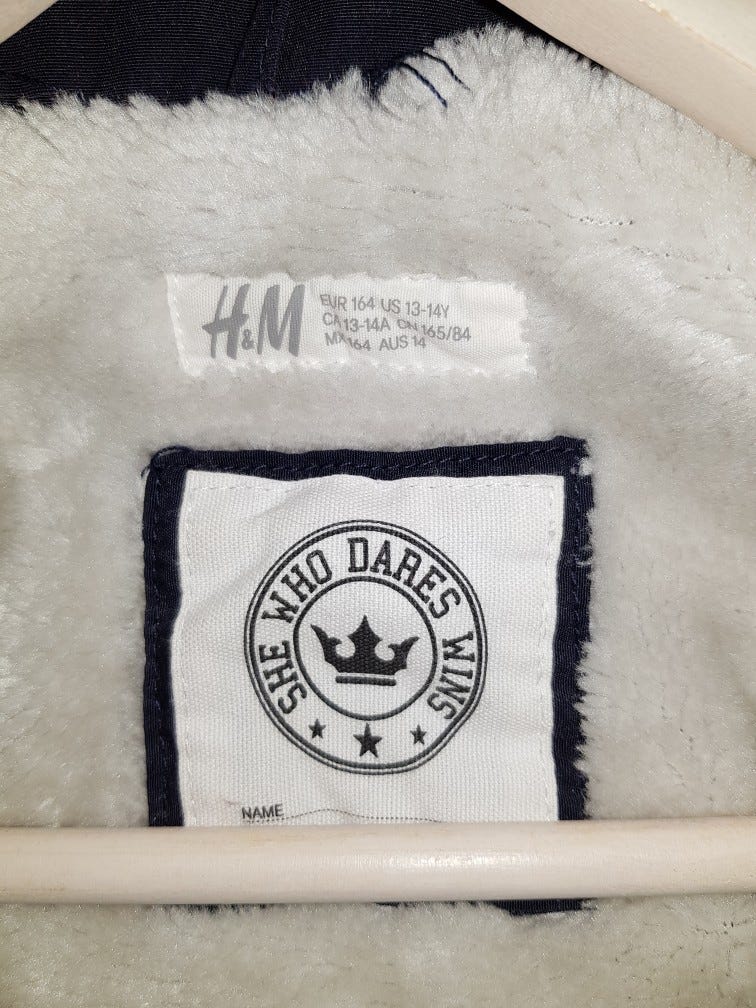 H&M
EUR 164 US 13-14Y
CA 13-14A CN 165/84
MX 164 AUS 14
SHE WHO DARES WINS
NAME